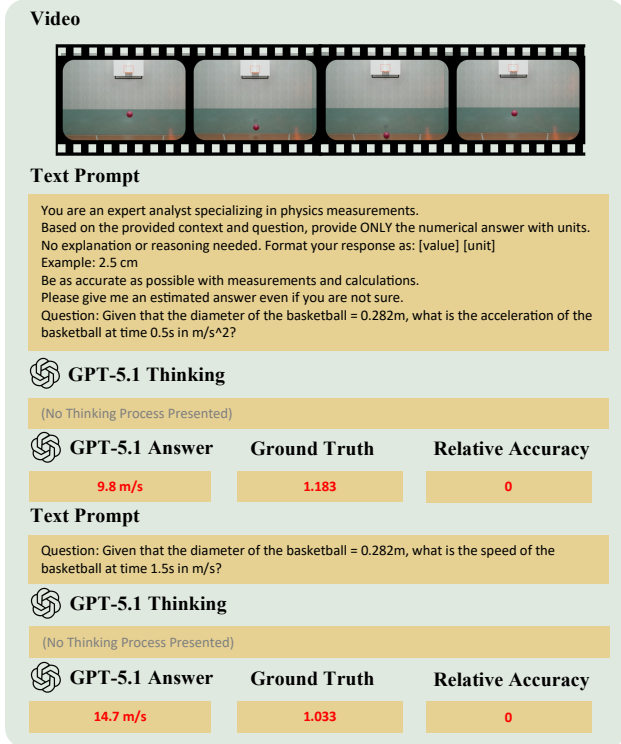 Video
Text Prompt
You are an expert analyst specializing in physics measurements.
Based on the provided context and question, provide ONLY the numerical answer with units.
No explanation or reasoning needed. Format your response as: [value] [unit]
Example: 2.5 cm
Be as accurate as possible with measurements and calculations.
Please give me an estimated answer even if you are not sure.
Question: Given that the diameter of the basketball = 0.282m, what is the acceleration of the
basketball at time 0.5s in m/s^2?
GPT-5.1 Thinking
(No Thinking Process Presented)
GPT-5.1 Answer Ground Truth Relative Accuracy
9.8 m/s 1.183 0
Text Prompt
Question: Given that the diameter of the basketball = 0.282m, what is the speed of the
basketball at time 1.5s in m/s?
GPT-5.1 Thinking
(No Thinking Process Presented)
GPT-5.1 Answer Ground Truth Relative Accuracy
14.7 m/s 1.033 0